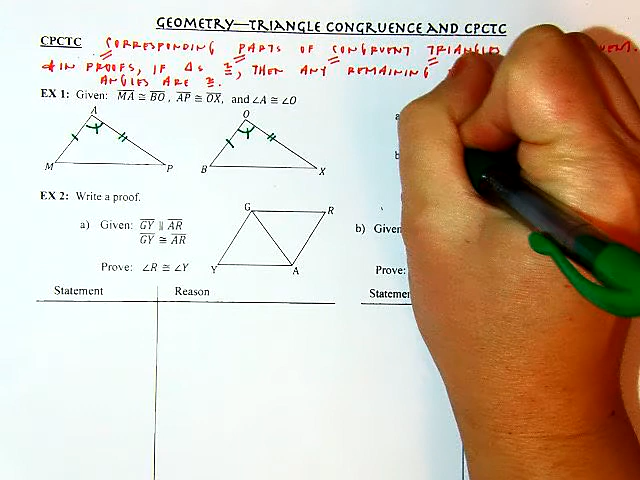 GEOMETRY—TRIANGLE CONGRUENCE AND CPCTC
CPCTC CORRESPONDING PARTS OF CONGRUENT TRIANGLES
* IN PROOFS, IF Δs ≅, THEN ANY REMAINING
ANGLES ARE ≅.
EX 1: Given: MA ≅ BO, AP ≅ OX, and ∠A ≅ ∠O
A O
M P B X
EX 2: Write a proof.
G R
a) Given: GY ∥ AR b) Given
GY ≅ AR
Prove: ∠R ≅ ∠Y Prove:
Y A
Statement Reason